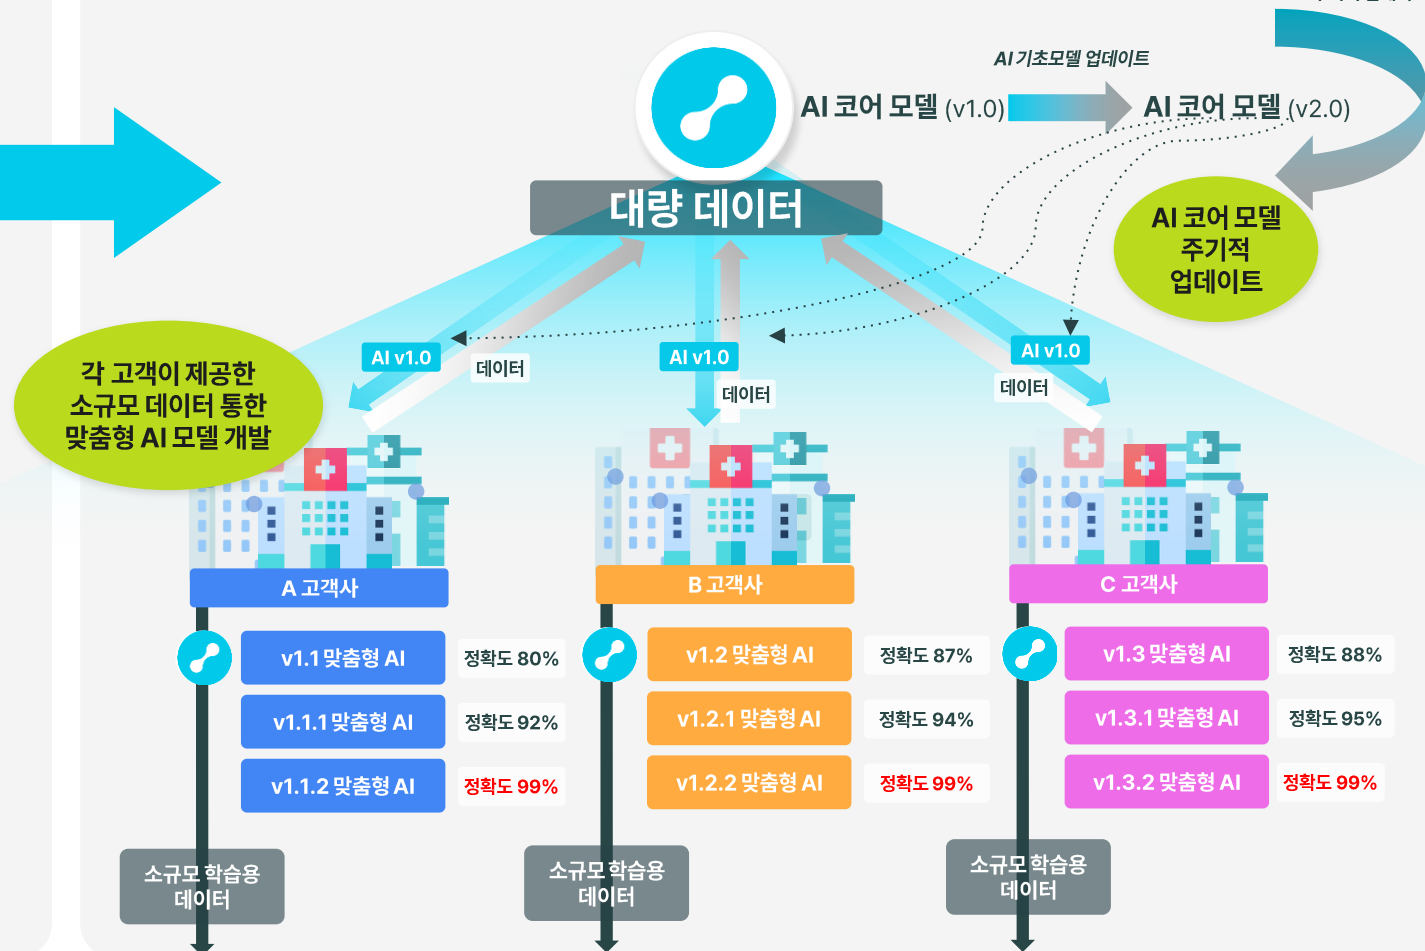 AI 기초모델 업데이트
AI 코어 모델 (v1.0)
AI 코어 모델 (v2.0)
대량 데이터
AI 코어 모델
주기적
업데이트
각 고객이 제공한
소규모 데이터 통한
맞춤형 AI 모델 개발
AI v1.0
데이터
AI v1.0
데이터
AI v1.0
데이터
A 고객사
v1.1 맞춤형 AI
정확도 80%
v1.1.1 맞춤형 AI
정확도 92%
v1.1.2 맞춤형 AI
정확도 99%
소규모 학습용
데이터
B 고객사
v1.2 맞춤형 AI
정확도 87%
v1.2.1 맞춤형 AI
정확도 94%
v1.2.2 맞춤형 AI
정확도 99%
소규모 학습용
데이터
C 고객사
v1.3 맞춤형 AI
정확도 88%
v1.3.1 맞춤형 AI
정확도 95%
v1.3.2 맞춤형 AI
정확도 99%
소규모 학습용
데이터